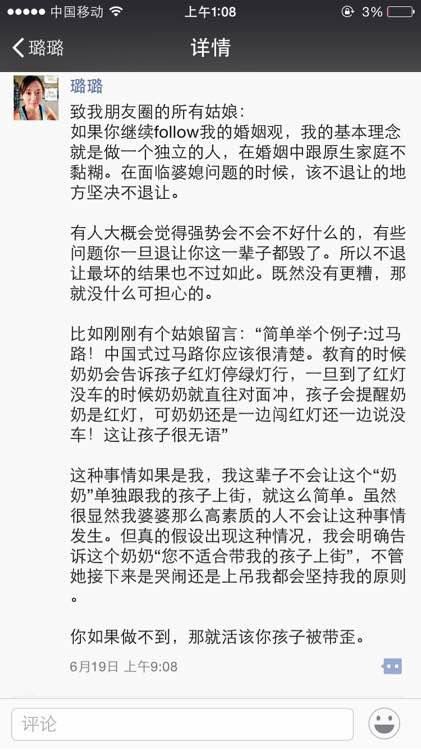 中国移动
上午1:08
3%
璐璐
详情
璐璐
致我朋友圈的所有姑娘:
如果你继续follow我的婚姻观，我的基本理念
就是做一个独立的人，在婚姻中跟原生家庭不
黏糊。在面临婆媳问题的时候，该不退让的地
方坚决不退让。
有人大概会觉得强势会不会不好什么的，有些
问题你一旦退让你这一辈子都毁了。所以不退
让最坏的结果也不过如此。既然没有更糟，那
就没什么可担心的。
比如刚刚有个姑娘留言：“简单举个例子:过马
路！中国式过马路你应该很清楚。教育的时候
奶奶会告诉孩子红灯停绿灯行，一旦到了红灯
没车的时候奶奶就直往对面冲，孩子会提醒奶
奶是红灯，可奶奶还是一边闯红灯还一边说没
车！这让孩子很无语”
这种事情如果是我，我这辈子不会让这个“奶
奶”单独跟我的孩子上街，就这么简单。虽然
很显然我婆婆那么高素质的人不会让这种事情
发生。但真的假设出现这种情况，我会明确告
诉这个奶奶“您不适合带我的孩子上街”，不管
她接下来是哭闹还是上吊我都会坚持我的原则
。
你如果做不到，那就活该你孩子被带歪。
6月19日 上午9:08
评论